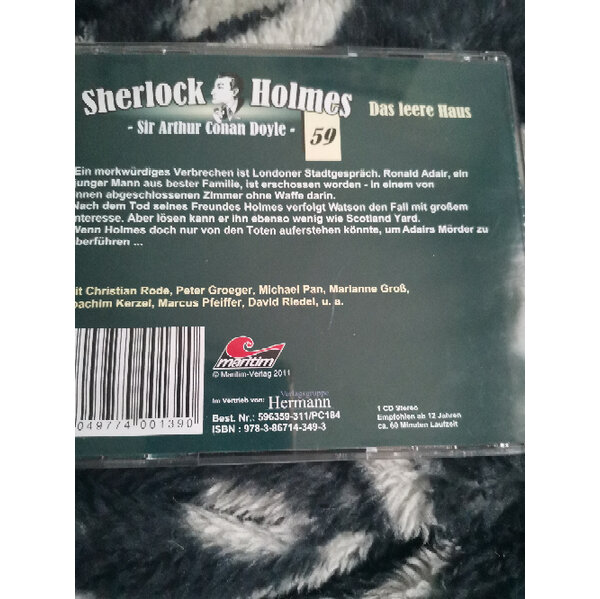 Sherlock Holmes
Das leere Haus
- Sir Arthur Conan Doyle -
59
Ein merkwürdiges Verbrechen ist Londoner Stadtgespräch. Ronald Adair, ein
unger Mann aus bester Familie, ist erschossen worden - in einem von
nnen abgeschlossenen Zimmer ohne Waffe darin.
Nach dem Tod seines Freundes Holmes verfolgt Watson den Fall mit großem
nteresse. Aber lösen kann er ihn ebenso wenig wie Scotland Yard.
Wenn Holmes doch nur von den Toten auferstehen könnte, um Adairs Mörder zu
berführen ...
it Christian Rode, Peter Groeger, Michael Pan, Marianne Groß,
oachim Kerzel, Marcus Pfeiffer, David Riedel, u. a.
maritim
© Maritim-Verlag 2011
Im Vertrieb von:
Verlagsgruppe
Hermann
Best. Nr.: 596359-311/PC184
ISBN : 978-3-86714-349-3
1 CD Stereo
Empfohlen ab 12 Jahren
ca. 60 Minuten Laufzeit
049774 001390